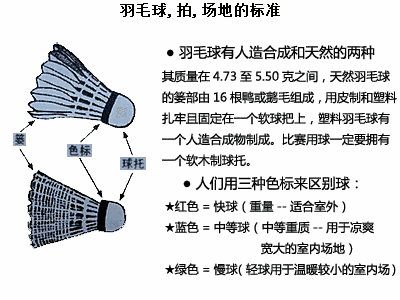 羽毛球,拍,场地的标准
● 羽毛球有人造合成和天然的两种
其质量在 4.73 至 5.50 克之间，天然羽毛球
的篓部由 16 根鸭或鹅毛组成，用皮制和塑料
扎牢且固定在一个软球把上，塑料羽毛球有
一个人造合成物制成。比赛用球一定要拥有
一个软木制球托。
篓
色标
球托
● 人们用三种色标来区别球：
★红色 = 快球（重量 -- 适合室外）
★蓝色 = 中等球（中等重质 -- 用于凉爽
宽大的室内场地）
★绿色 = 慢球( 轻球用于温暖较小的室内场）